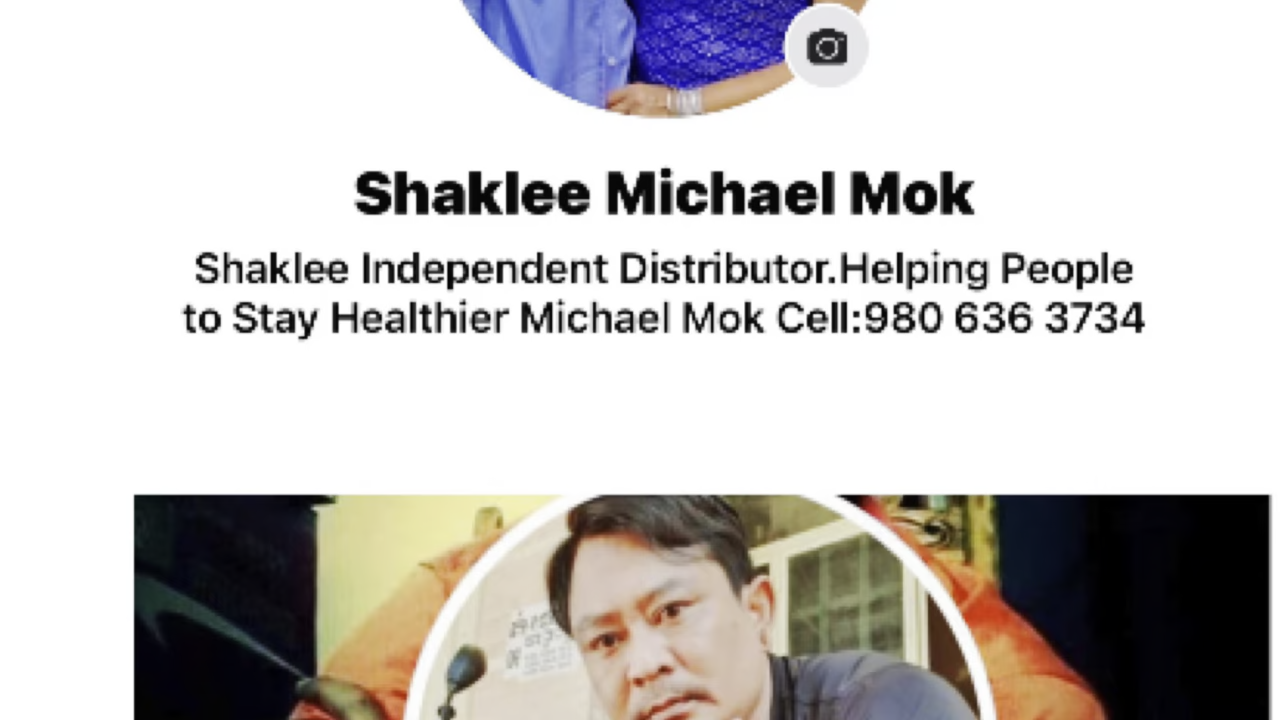 Shaklee Michael Mok
Shaklee Independent Distributor.Helping People
to Stay Healthier Michael Mok Cell:980 636 3734